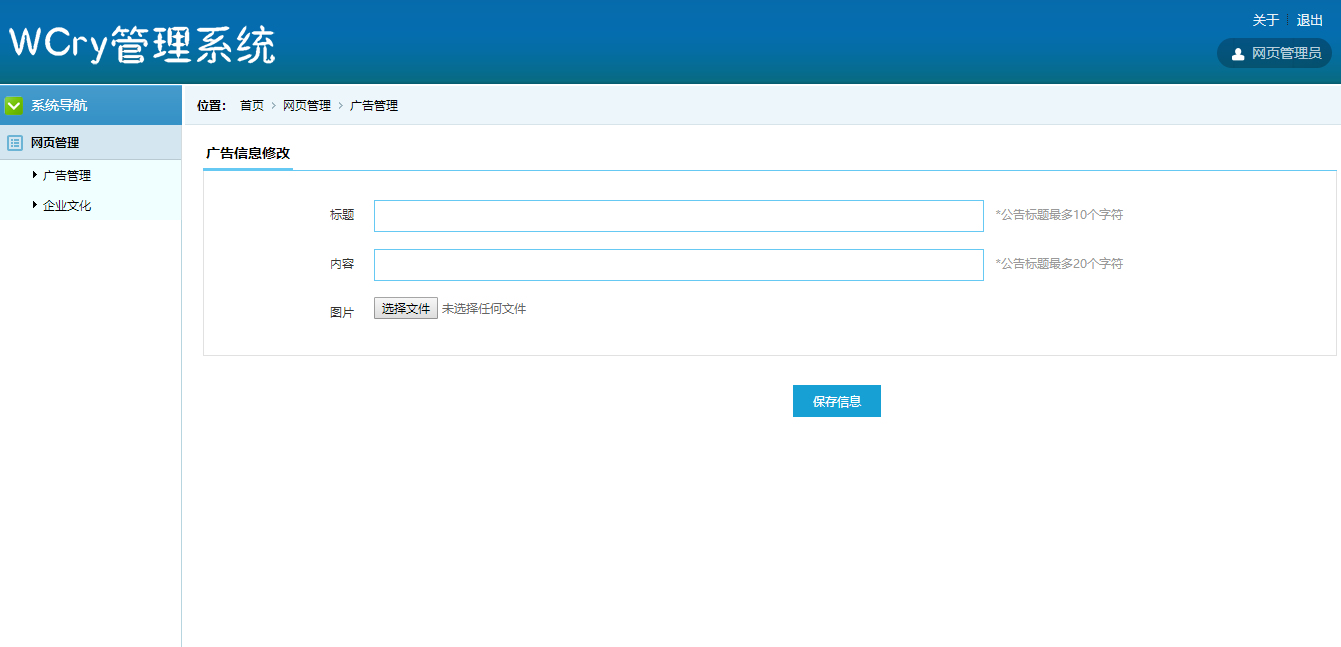 关于 退出
WCry管理系统
网页管理员
系统导航
位置： 首页 > 网页管理 > 广告管理
网页管理
广告管理
企业文化
广告信息修改
标题 *公告标题最多10个字符
内容 *公告标题最多20个字符
图片 选择文件 未选择任何文件
保存信息